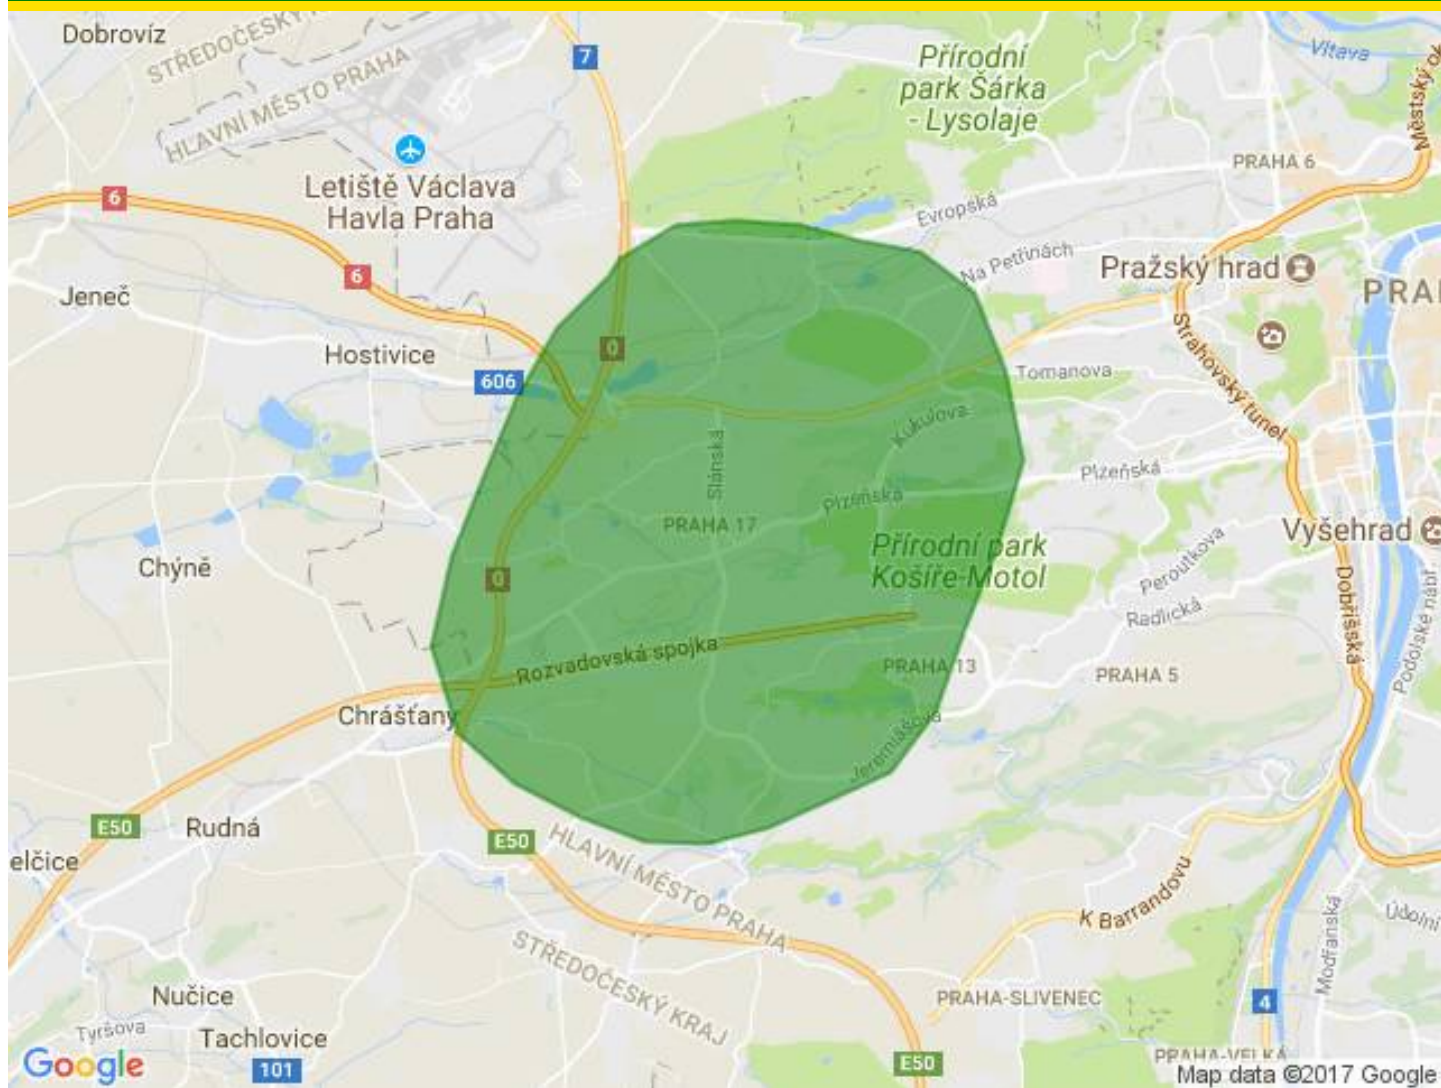 Dobrovíz
STŘEDOČESKÝ
HLAVNÍ MĚSTO PRAHA
7
Přírodní
park Šárka
- Lysolaje
Vltava
Městský ok
PRAHA 6
6
Letiště Václava
Havla Praha
Evropská
Na Petřinách
Pražský hrad
6
Jeneč
PRA
Hostivice
0
606
Strahovský tunel
Tomanova
Kukulova
Slánská
Plzeňská
Plzeňská
PRAHA 17
Vyšehrad
Chýně
0
Přírodní park
Košíře-Motol
Peroutkova
Radlická
Dobříšská
Podolské nábř.
Rozvadovská spojka
PRAHA 13
PRAHA 5
Chrášťany
Jeremiášova
E50
Rudná
E50
elčice
HLAVNÍ MĚSTO PRAHA
STŘEDOČESKÝ KRAJ
K Barrandovu
Modřanská
Údolní
Nučice
PRAHA-SLIVENEC
4
Tyršova
Tachlovice
Google
101
E50
PRAHA-VELKÁ
Map data ©2017 Google